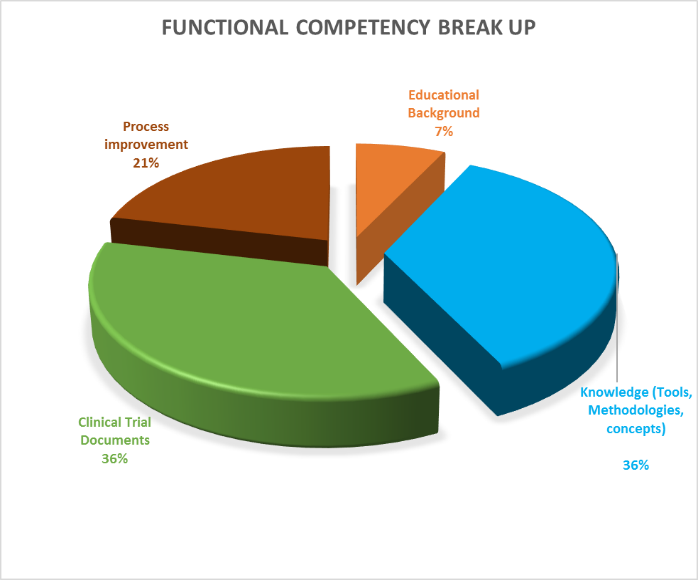 FUNCTIONAL COMPETENCY BREAK UP
Educational
Background
7%
Process
improvement
21%
Knowledge (Tools,
Methodologies,
concepts)
36%
Clinical Trial
Documents
36%